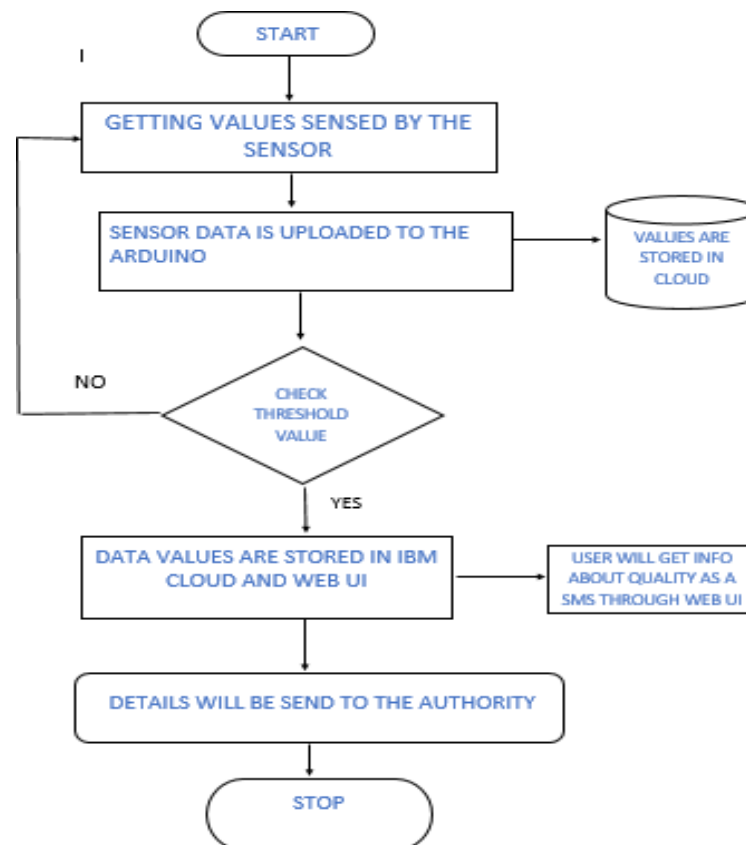 START
I
GETTING VALUES SENSED BY THE
SENSOR
SENSOR DATA IS UPLOADED TO THE
ARDUINO
VALUES ARE
STORED IN
CLOUD
NO
CHECK
THRESHOLD
VALUE
YES
DATA VALUES ARE STORED IN IBM
CLOUD AND WEB UI
USER WILL GET INFO
ABOUT QUALITY AS A
SMS THROUGH WEB UI
DETAILS WILL BE SEND TO THE AUTHORITY
STOP